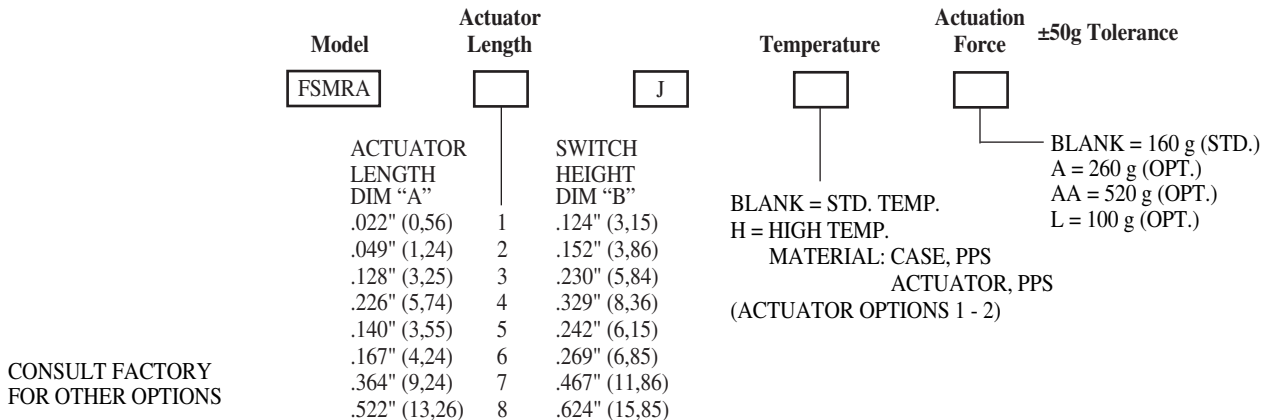 Model
Actuator
Length
Temperature
Actuation
Force
±50g Tolerance
FSMRA
J
ACTUATOR
LENGTH
DIM “A”
SWITCH
HEIGHT
DIM “B”
.022" (0,56) 1 .124" (3,15)
.049" (1,24) 2 .152" (3,86)
.128" (3,25) 3 .230" (5,84)
.226" (5,74) 4 .329" (8,36)
.140" (3,55) 5 .242" (6,15)
.167" (4,24) 6 .269" (6,85)
.364" (9,24) 7 .467" (11,86)
.522" (13,26) 8 .624" (15,85)
BLANK = STD. TEMP.
H = HIGH TEMP.
MATERIAL: CASE, PPS
ACTUATOR, PPS
(ACTUATOR OPTIONS 1 - 2)
BLANK = 160 g (STD.)
A = 260 g (OPT.)
AA = 520 g (OPT.)
L = 100 g (OPT.)
CONSULT FACTORY
FOR OTHER OPTIONS